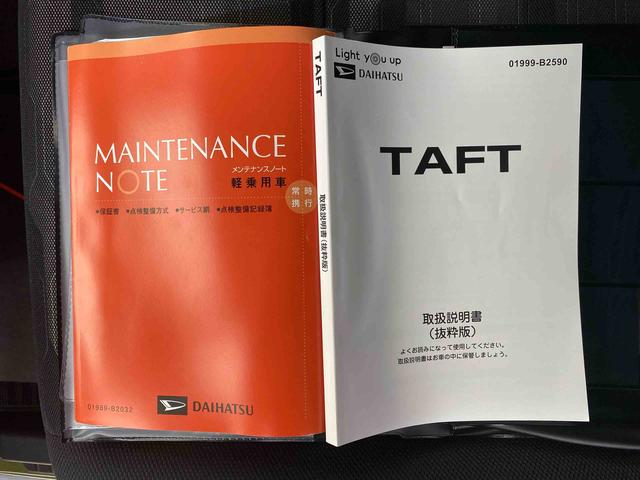 MAINTENANCE
NOTE
メンテナンスノート
軽乗用車
常時
携行
●保証書 ●点検整備方式 ●サービス網 ●点検整備記録簿
01989-B2032
DAIHATSU
TAFT
取扱説明書(抜粋版)
Light you up
DAIHATSU
01999-B2590
TAFT
取扱説明書
(抜粋版)
よくお読みになって使用してください。
取扱説明書はお車の中に保管しましょう。